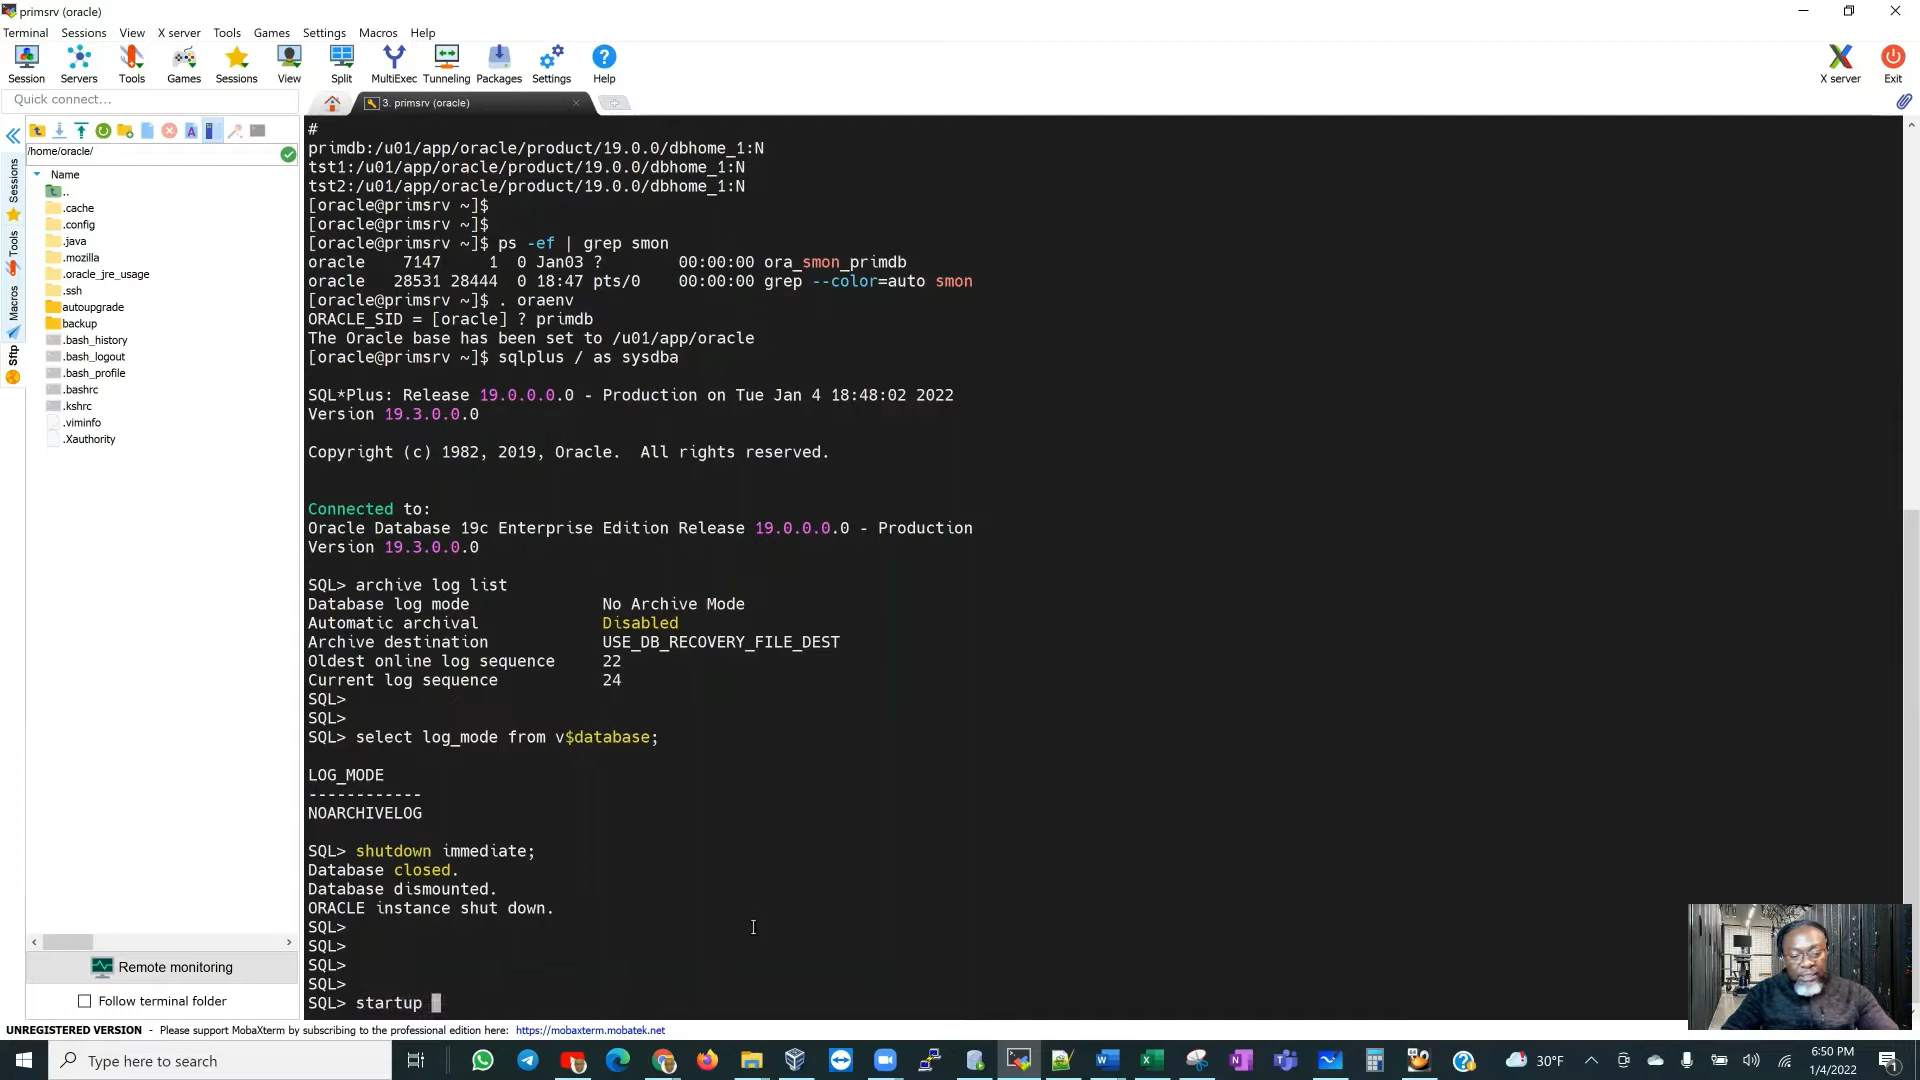 primsrv (oracle)
Terminal Sessions View X server Tools Games Settings Macros Help
Session Servers Tools Games Sessions View Split MultiExec Tunneling Packages Settings Help X server Exit
Quick connect...
3. primsrv (oracle)
/home/oracle/
Name
..
.cache
.config
.java
.mozilla
.oracle_jre_usage
.ssh
autoupgrade
backup
.bash_history
.bash_logout
.bash_profile
.bashrc
.kshrc
.viminfo
.Xauthority
Sessions
Tools
Macros
Sftp
Remote monitoring
Follow terminal folder
#
primdb:/u01/app/oracle/product/19.0.0/dbhome_1:N
tst1:/u01/app/oracle/product/19.0.0/dbhome_1:N
tst2:/u01/app/oracle/product/19.0.0/dbhome_1:N
[oracle@primsrv ~]$
[oracle@primsrv ~]$
[oracle@primsrv ~]$ ps -ef | grep smon
oracle 7147 1 0 Jan03 ? 00:00:00 ora_smon_primdb
oracle 28531 28444 0 18:47 pts/0 00:00:00 grep --color=auto smon
[oracle@primsrv ~]$ . oraenv
ORACLE_SID = [oracle] ? primdb
The Oracle base has been set to /u01/app/oracle
[oracle@primsrv ~]$ sqlplus / as sysdba
SQL*Plus: Release 19.0.0.0.0 - Production on Tue Jan 4 18:48:02 2022
Version 19.3.0.0.0
Copyright (c) 1982, 2019, Oracle. All rights reserved.
Connected to:
Oracle Database 19c Enterprise Edition Release 19.0.0.0.0 - Production
Version 19.3.0.0.0
SQL> archive log list
Database log mode No Archive Mode
Automatic archival Disabled
Archive destination USE_DB_RECOVERY_FILE_DEST
Oldest online log sequence 22
Current log sequence 24
SQL>
SQL>
SQL> select log_mode from v$database;
LOG_MODE
------------
NOARCHIVELOG
SQL> shutdown immediate;
Database closed.
Database dismounted.
ORACLE instance shut down.
SQL>
SQL>
SQL>
SQL>
SQL> startup
UNREGISTERED VERSION - Please support MobaXterm by subscribing to the professional edition here: https://mobaxterm.mobatek.net
Type here to search
30°F
6:50 PM
1/4/2022